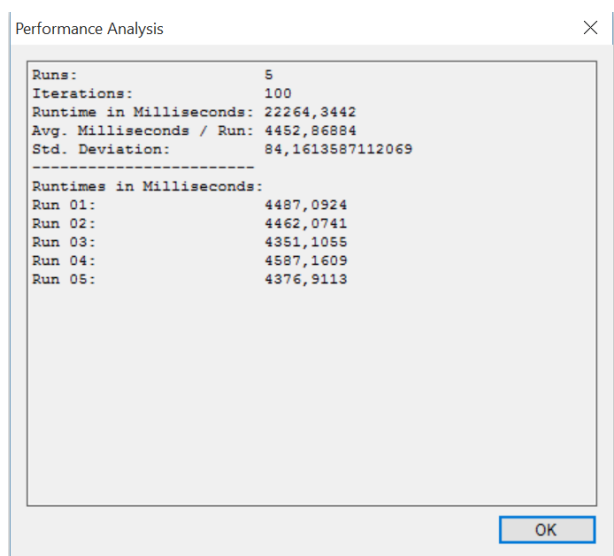 Performance Analysis
Runs: 5
Iterations: 100
Runtime in Milliseconds: 22264,3442
Avg. Milliseconds / Run: 4452,86884
Std. Deviation: 84,1613587112069
------------------------
Runtimes in Milliseconds:
Run 01: 4487,0924
Run 02: 4462,0741
Run 03: 4351,1055
Run 04: 4587,1609
Run 05: 4376,9113
OK